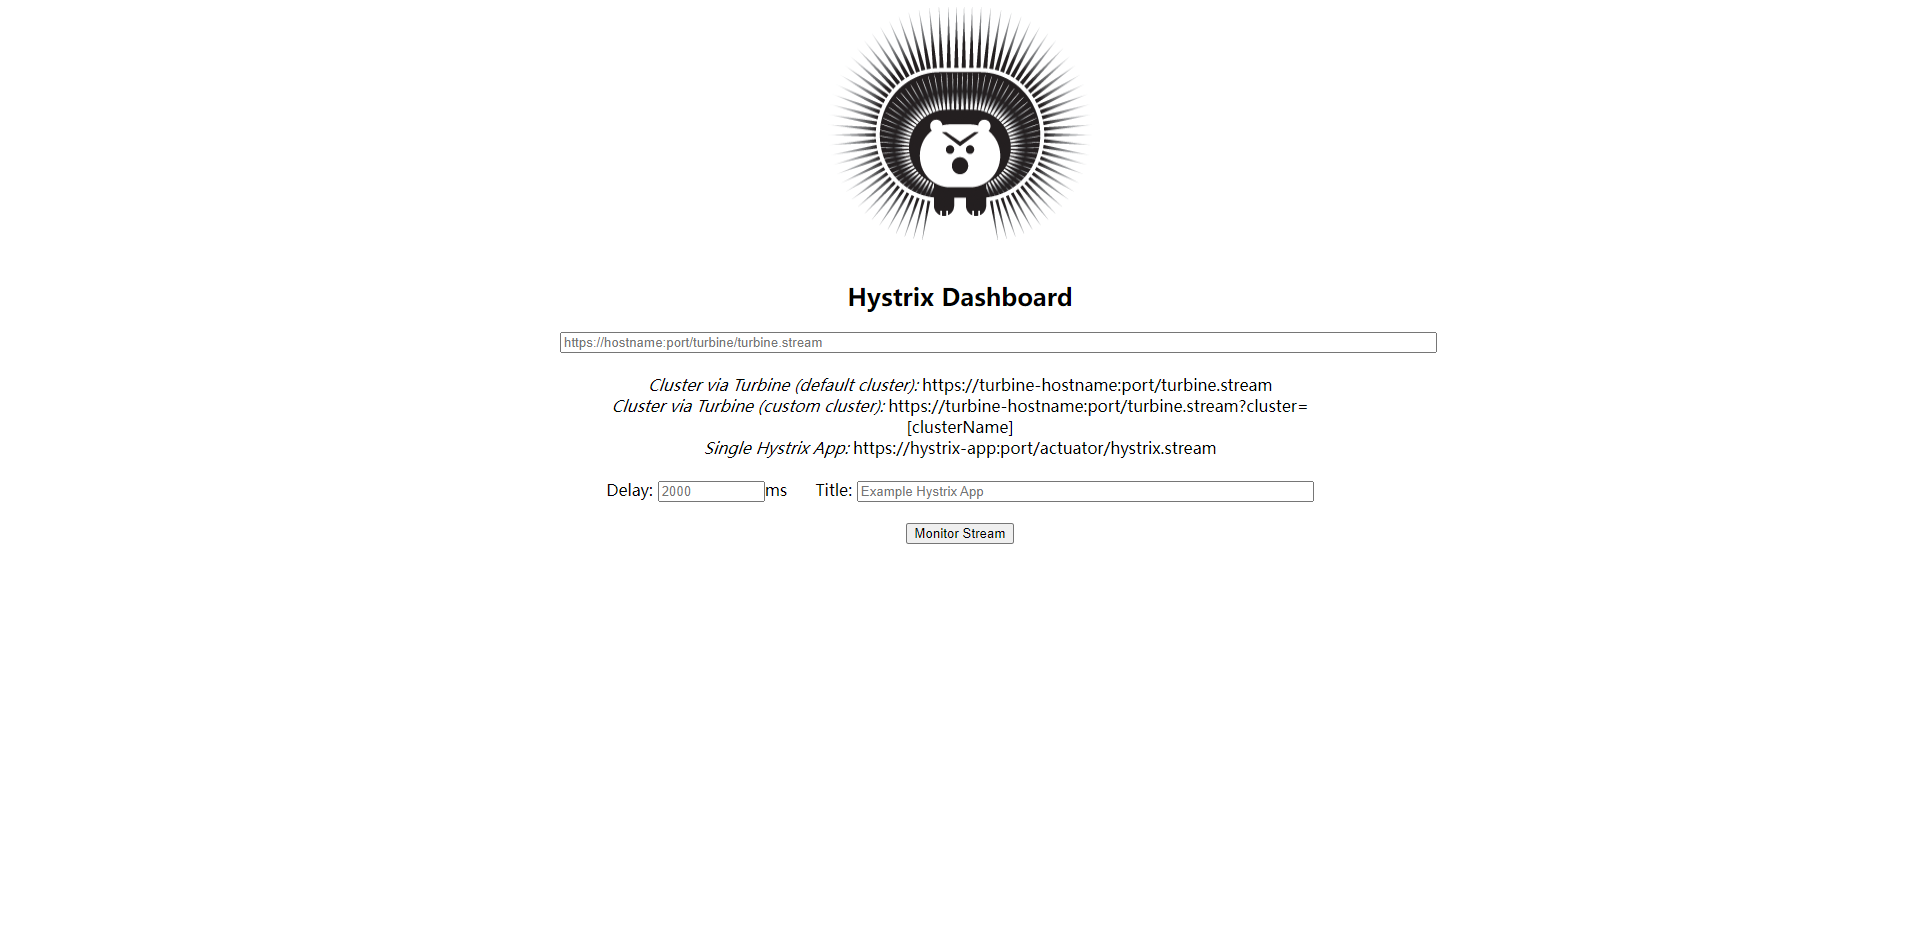 Hystrix Dashboard
https://hostname:port/turbine/turbine.stream
Cluster via Turbine (default cluster): https://turbine-hostname:port/turbine.stream
Cluster via Turbine (custom cluster): https://turbine-hostname:port/turbine.stream?cluster=
[clusterName]
Single Hystrix App: https://hystrix-app:port/actuator/hystrix.stream
Delay: 2000 ms Title: Example Hystrix App
Monitor Stream